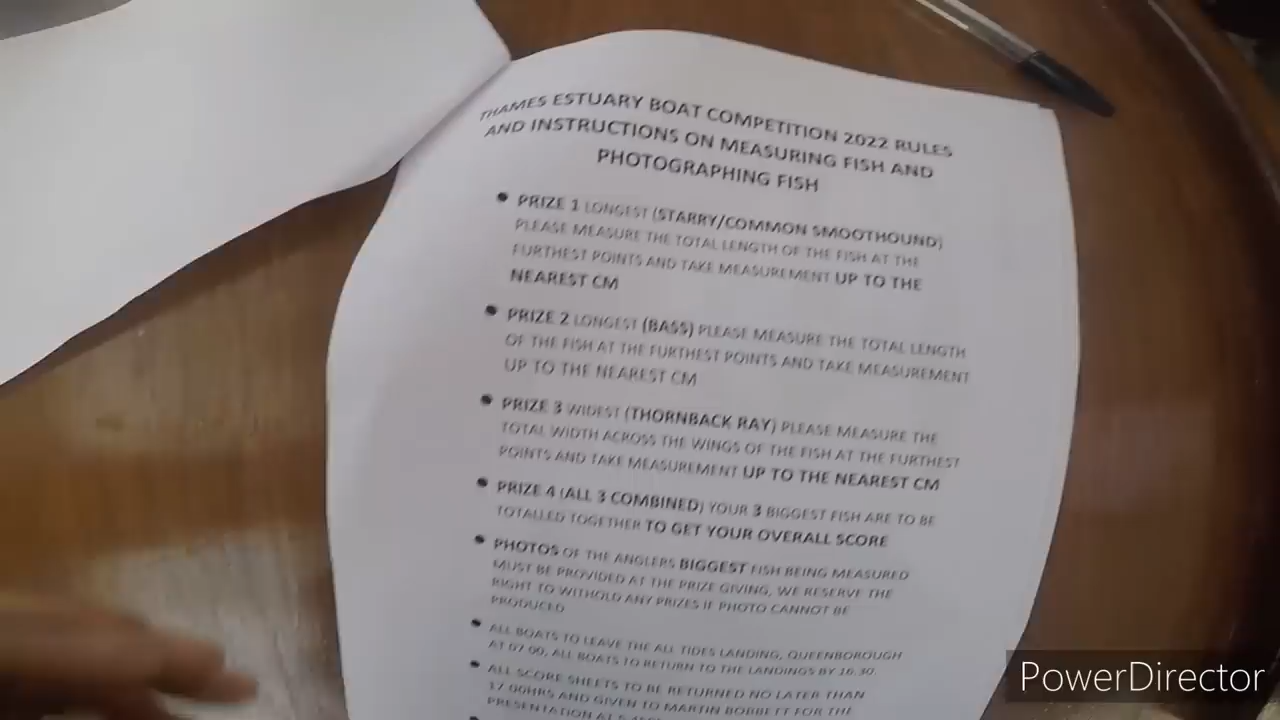 THAMES ESTUARY BOAT COMPETITION 2022 RULES
AND INSTRUCTIONS ON MEASURING FISH AND
PHOTOGRAPHING FISH
• PRIZE 1 LONGEST (STARRY/COMMON SMOOTHOUND)
PLEASE MEASURE THE TOTAL LENGTH OF THE FISH AT THE
FURTHEST POINTS AND TAKE MEASUREMENT UP TO THE
NEAREST CM
• PRIZE 2 LONGEST (BASS) PLEASE MEASURE THE TOTAL LENGTH
OF THE FISH AT THE FURTHEST POINTS AND TAKE MEASUREMENT
UP TO THE NEAREST CM
• PRIZE 3 WIDEST (THORNBACK RAY) PLEASE MEASURE THE
TOTAL WIDTH ACROSS THE WINGS OF THE FISH AT THE FURTHEST
POINTS AND TAKE MEASUREMENT UP TO THE NEAREST CM
• PRIZE 4 (ALL 3 COMBINED) YOUR 3 BIGGEST FISH ARE TO BE
TOTALLED TOGETHER TO GET YOUR OVERALL SCORE
• PHOTOS OF THE ANGLERS BIGGEST FISH BEING MEASURED
MUST BE PROVIDED AT THE PRIZE GIVING, WE RESERVE THE
RIGHT TO WITHOLD ANY PRIZES IF PHOTO CANNOT BE
PRODUCED
• ALL BOATS TO LEAVE THE ALL TIDES LANDING, QUEENBOROUGH
AT 07.00, ALL BOATS TO RETURN TO THE LANDINGS BY 16.30.
• ALL SCORE SHEETS TO BE RETURNED NO LATER THAN
17.00HRS AND GIVEN TO MARTIN BOBBETT FOR THE
PRESENTATION AT
PowerDirector